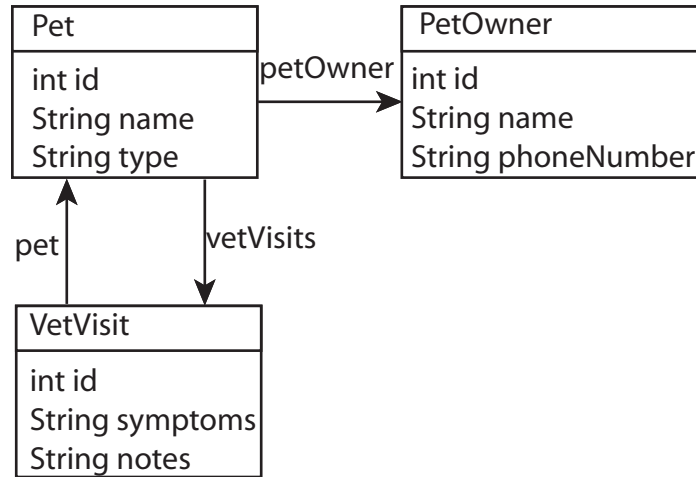 Pet
int id
String name
String type
petOwner
PetOwner
int id
String name
String phoneNumber
pet
vetVisits
VetVisit
int id
String symptoms
String notes